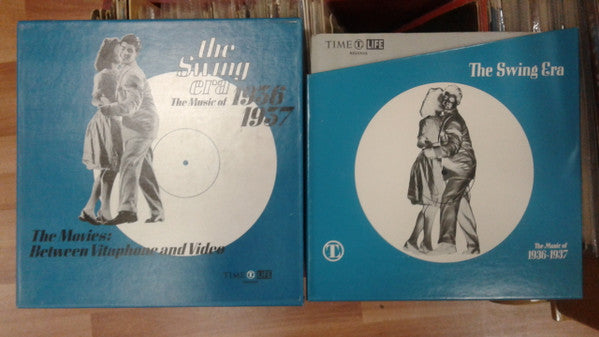 the
swing
era
The Music of 1936
1937
The Movies:
Between Vitaphone and Video
TIME LIFE
TIME LIFE
RECORDS
The Swing Era
T
The Music of
1936-1937